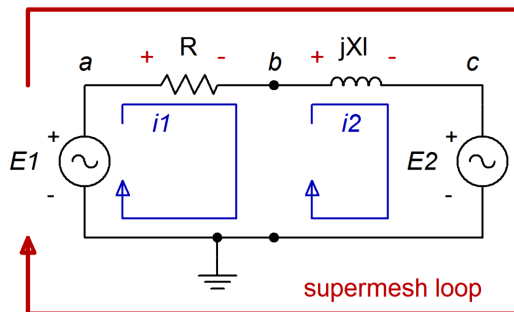 R jXl
a + - b + - c
i1 i2
+ +
E1 E2
- -
supermesh loop